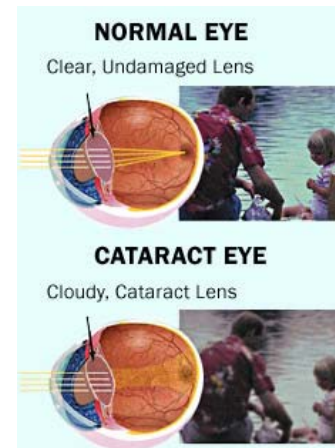 NORMAL EYE
Clear, Undamaged Lens
CATARACT EYE
Cloudy, Cataract Lens